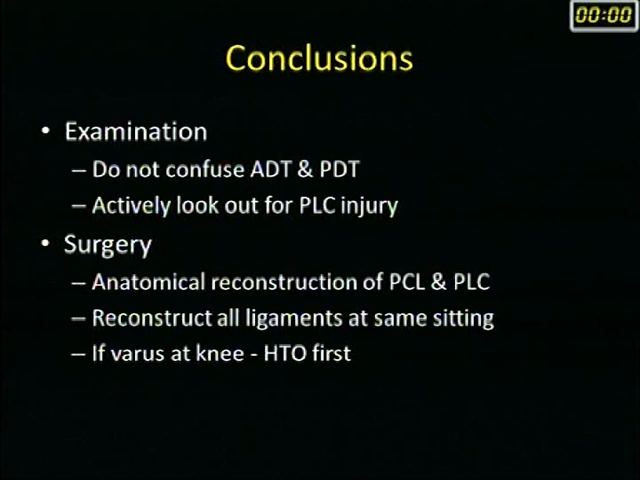 00:00
Conclusions
• Examination
– Do not confuse ADT & PDT
– Actively look out for PLC injury
• Surgery
– Anatomical reconstruction of PCL & PLC
– Reconstruct all ligaments at same sitting
– If varus at knee - HTO first